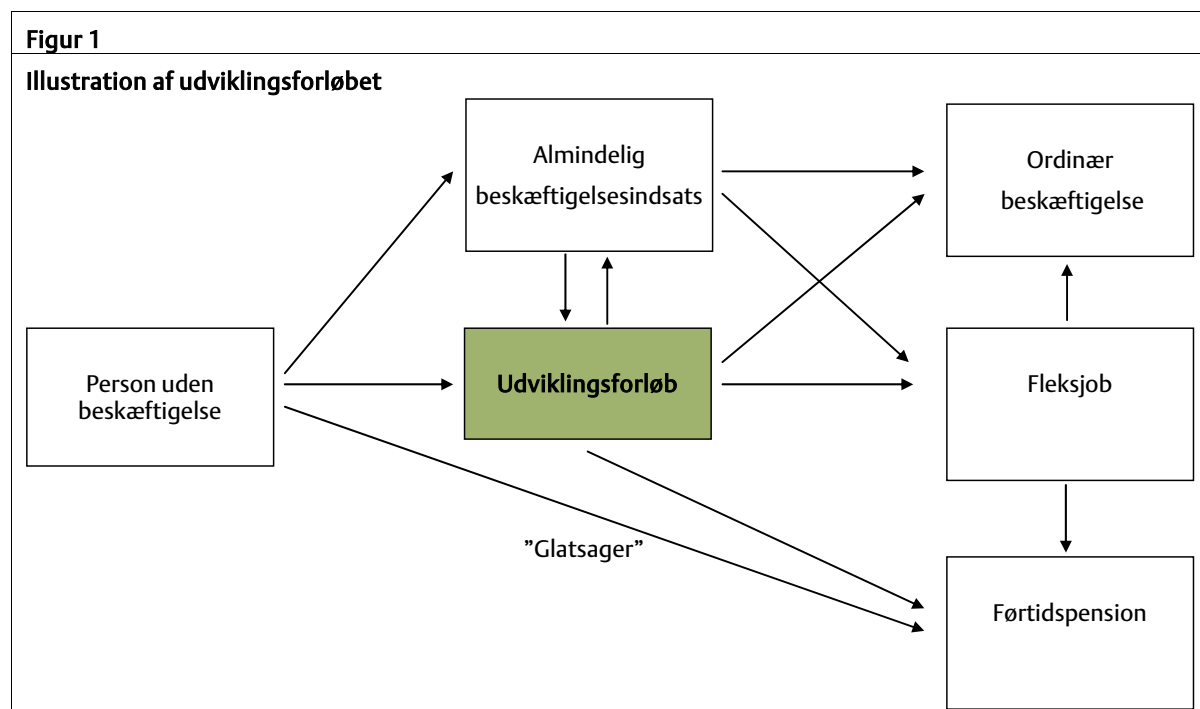 Figur 1
Illustration af udviklingsforløbet
Almindelig
beskæftigelsesindsats
Ordinær
beskæftigelse
Person uden
beskæftigelse
Udviklingsforløb
Fleksjob
”Glatsager”
Førtidspension